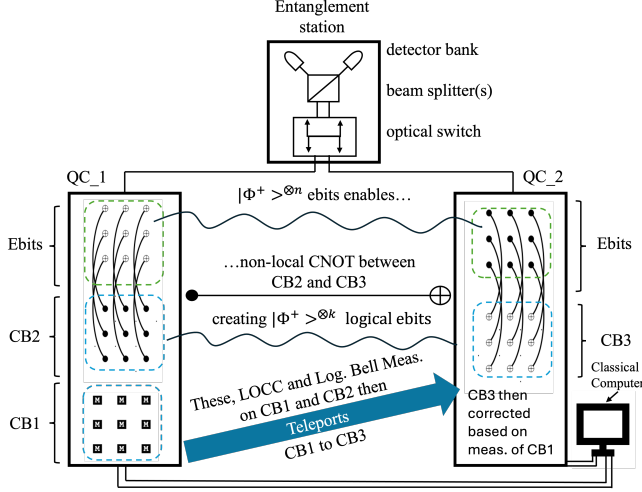 Entanglement
station
detector bank
beam splitter(s)
optical switch
QC_1
QC_2
|Φ⁺ >^⊗n ebits enables…
Ebits
Ebits
…non-local CNOT between
CB2 and CB3
creating |Φ⁺ >^⊗k logical ebits
CB2
CB3
These, LOCC and Log. Bell Meas.
on CB1 and CB2 then
Teleports
CB1 to CB3
Classical
Computer
CB1
M M M
M M M
M M M
CB3 then
corrected
based on
meas. of CB1